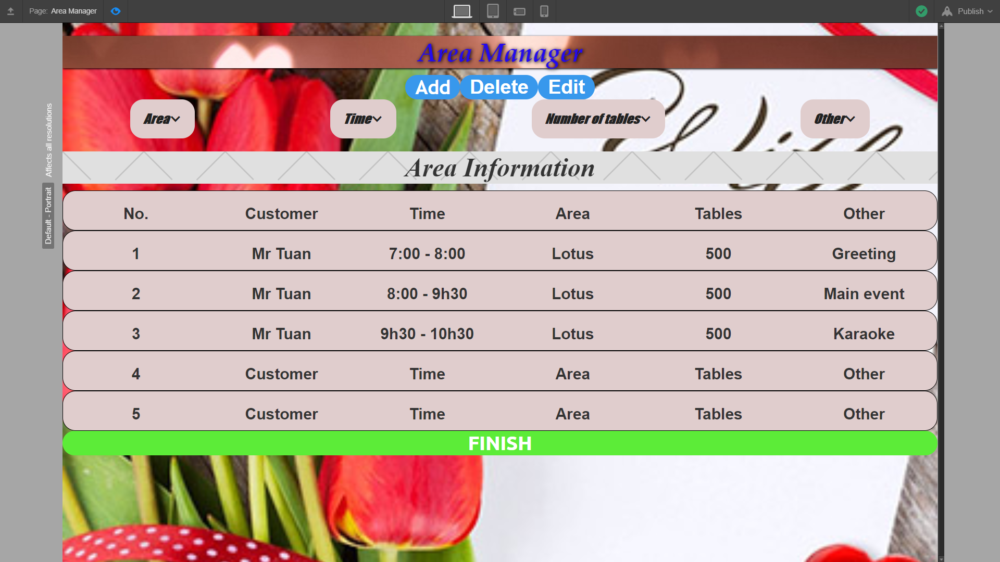 Page: Area Manager
Publish
Area Manager
Add Delete Edit
Area Time Number of tables Other
Affects all resolutions
Default - Portrait
Area Information
No. Customer Time Area Tables Other
1 Mr Tuan 7:00 - 8:00 Lotus 500 Greeting
2 Mr Tuan 8:00 - 9h30 Lotus 500 Main event
3 Mr Tuan 9h30 - 10h30 Lotus 500 Karaoke
4 Customer Time Area Tables Other
5 Customer Time Area Tables Other
FINISH